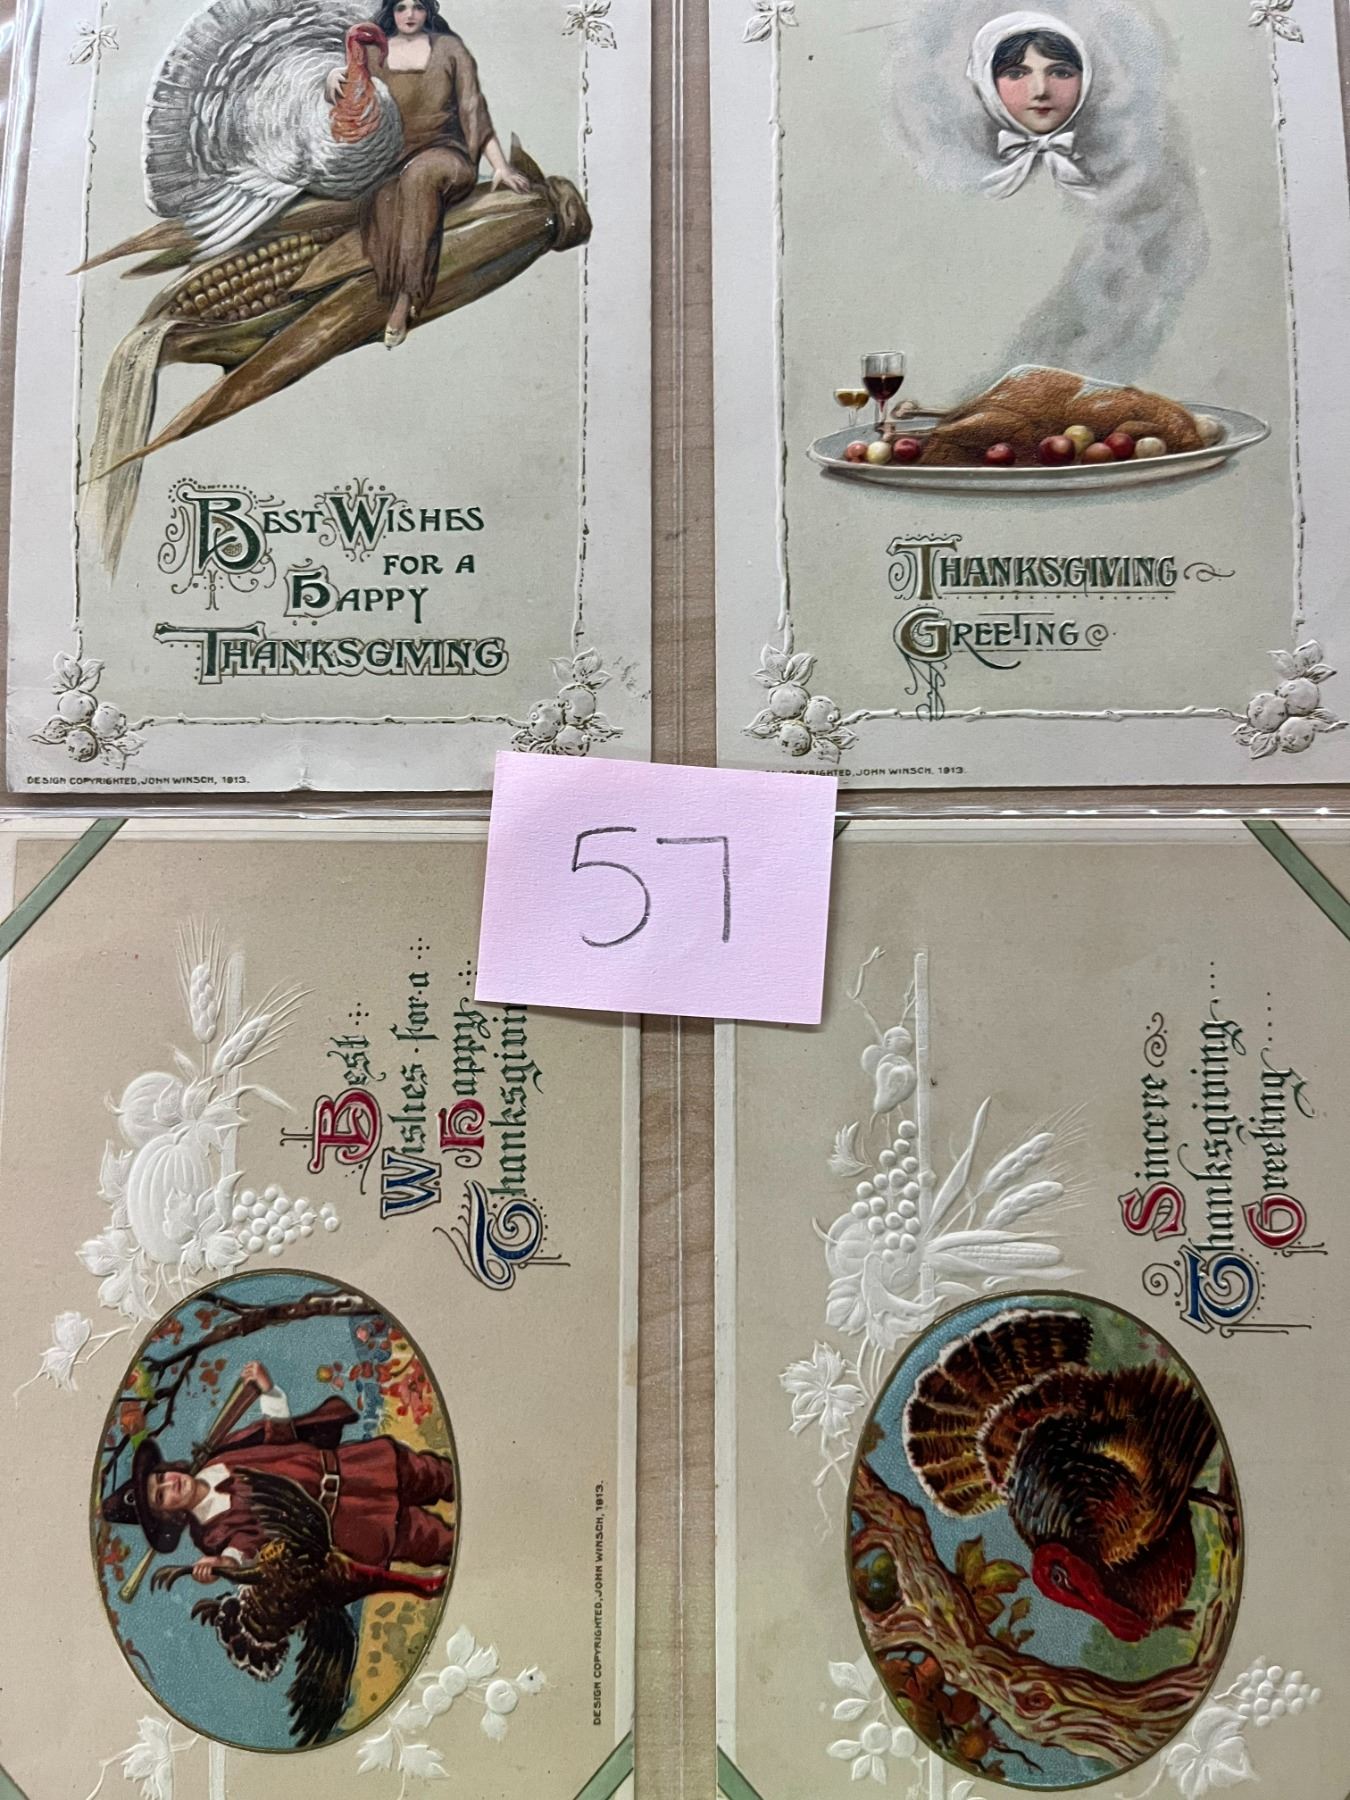 BEST WISHES
FOR A
HAPPY
THANKSGIVING
DESIGN COPYRIGHTED, JOHN WINSCH, 1913.
THANKSGIVING
GREETING
COPYRIGHTED, JOHN WINSCH, 1913.
57
Best
Wishes for a
Happy
Thanksgivin
DESIGN COPYRIGHTED, JOHN WINSCH, 1913.
Sincere
Thanksgiving
Greeting